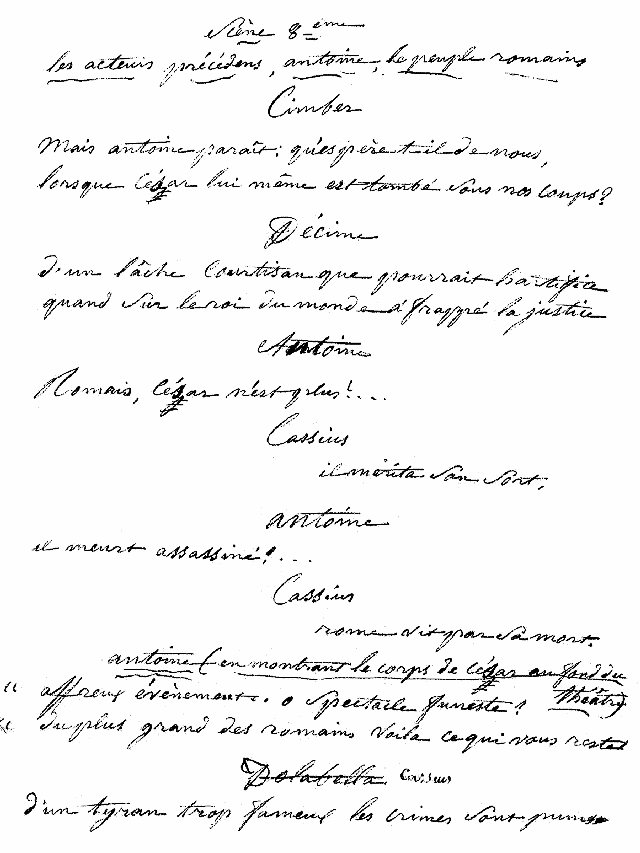 scène 8ème
les acteurs précédens, antoine, le peuple romains
Cimber
Mais antoine paraît: qu'espère t-il de nous,
lorsque César lui même est tombé sous nos coups?
Décime
d'un lâche Courtisan que pourrait l'artifice
quand sur le roi du monde a frappé la justice
Antoine
Romais, César n'est plus!...
Cassius
il mérita son sort.
antoine
il meurt assassiné!...
Cassius
rome vit par sa mort.
antoine (en montrant le corps de César au fond du
théâtre)
" affreux évènement. o spectacle funeste!
" du plus grand des romains voila ce qui vous reste
Dolabella Cassius
d'un tyran trop fameux les crimes sont punis